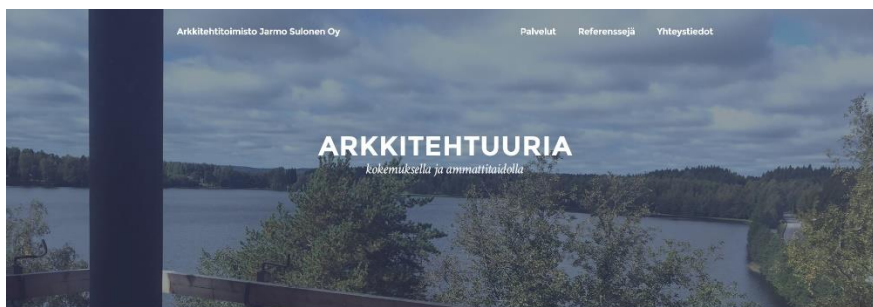 Arkkitehtitoimisto Jarmo Sulonen Oy
Palvelut Referenssejä Yhteystiedot
ARKKITEHTUURIA
kokemuksella ja ammattitaidolla